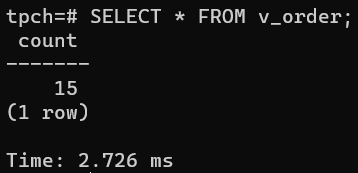 tpch=# SELECT * FROM v_order;
count
-------
15
(1 row)
Time: 2.726 ms